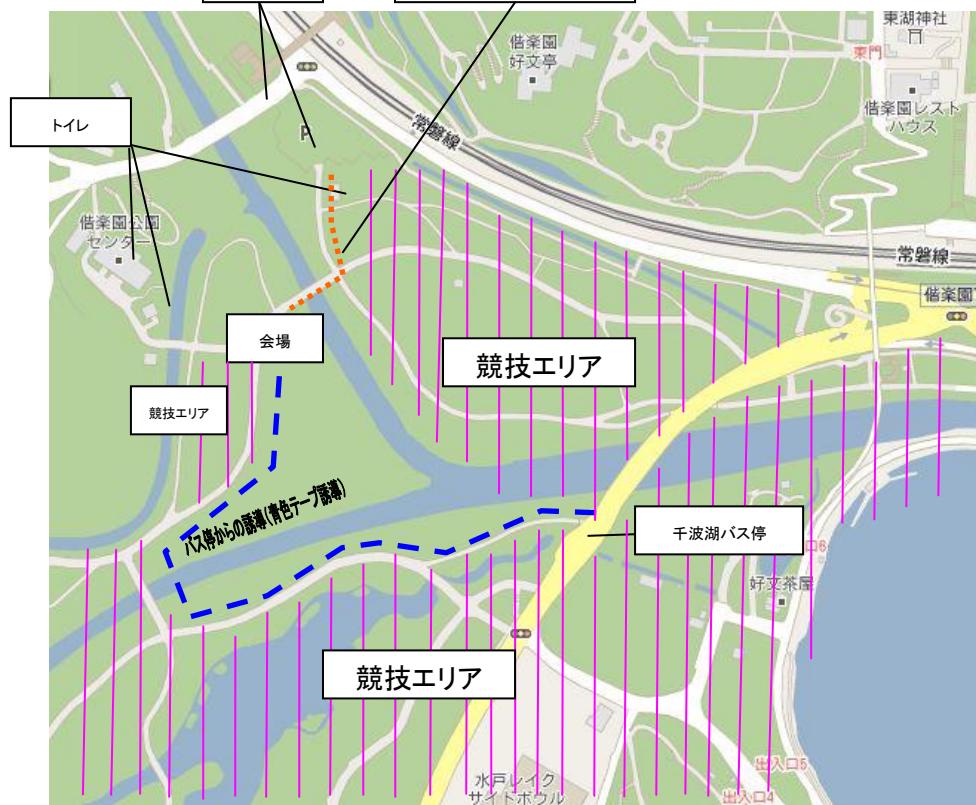 東湖神社
偕楽園
好文亭
東門
偕楽園レスト
ハウス
トイレ
P
常磐線
偕楽園公園
センター
常磐線
偕楽園下
会場
競技エリア
競技エリア
バス停からの誘導(青色テープ誘導)
千波湖バス停
口6
好文茶屋
競技エリア
水戸レイク
サイドボウル
出入口5
出入口4